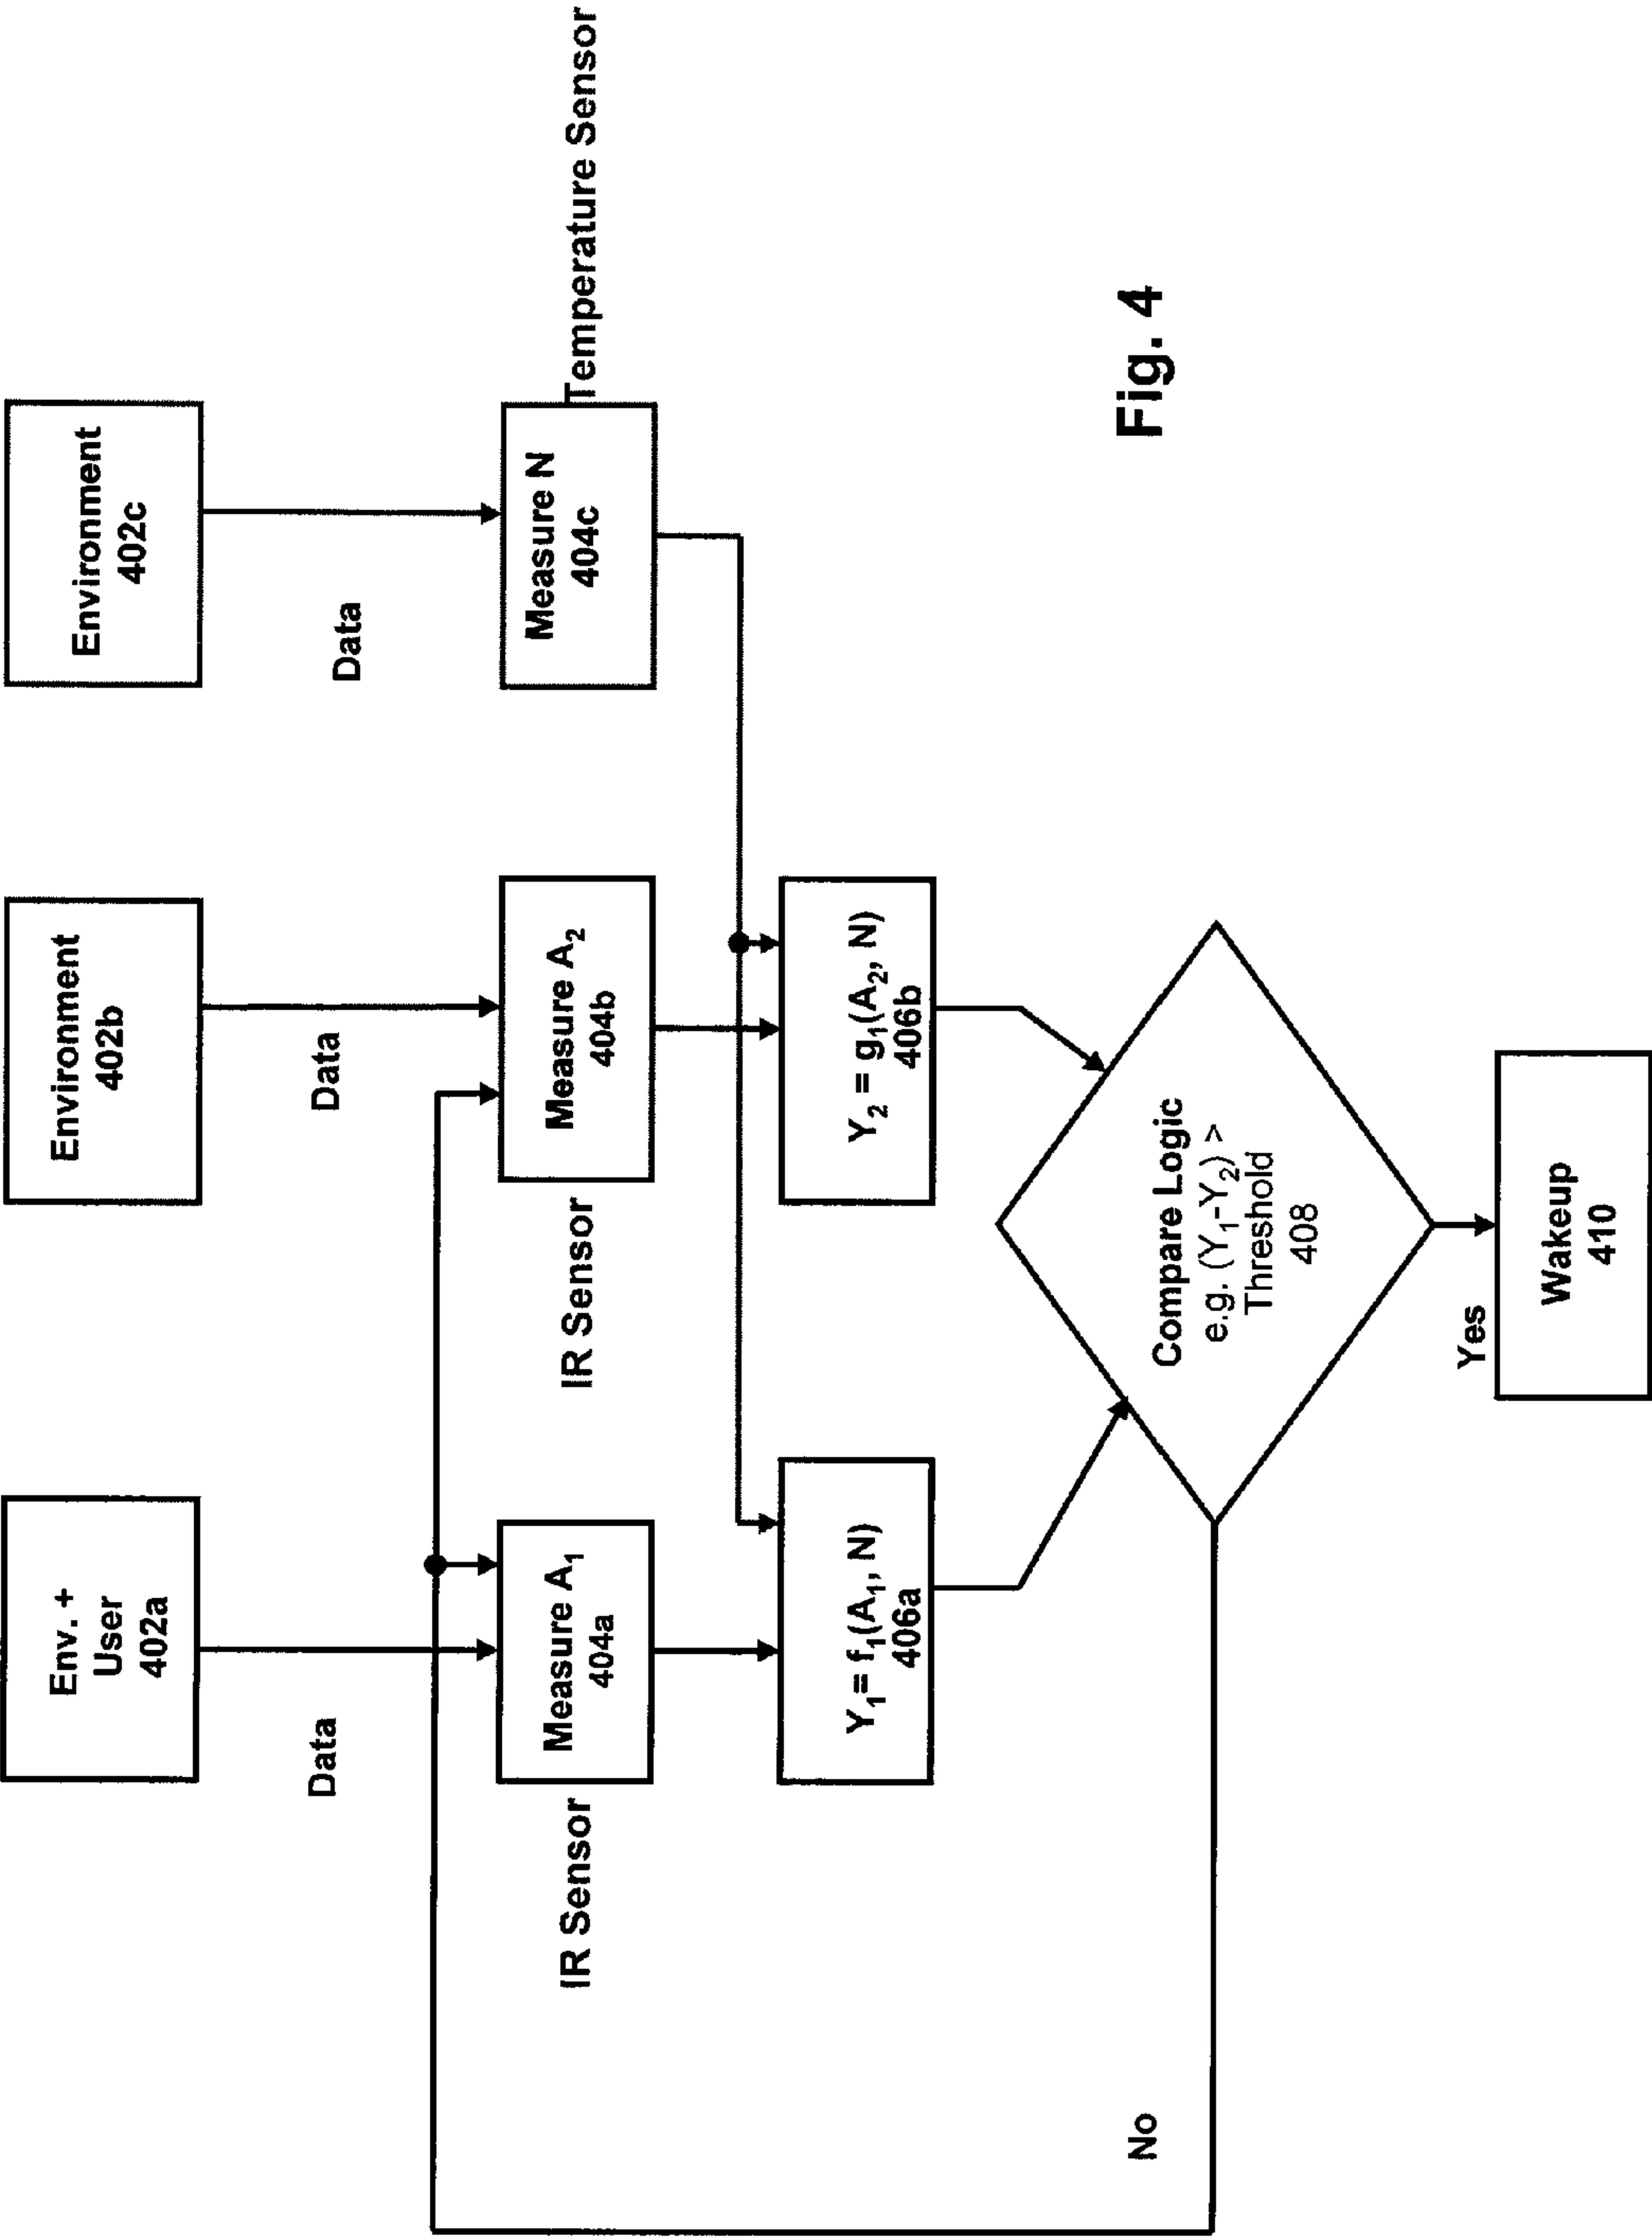 Env. +
User
402a
Environment
402b
Environment
402c
Data
Data
Data
Measure A₁
404a
IR Sensor
Measure A₂
404b
IR Sensor
Measure N
404c
Temperature Sensor
Y₁= f₁(A₁, N)
406a
Y₂ = g₁(A₂, N)
406b
Compare Logic
e.g. (Y₁-Y₂) >
Threshold
408
No
Yes
Wakeup
410
Fig. 4